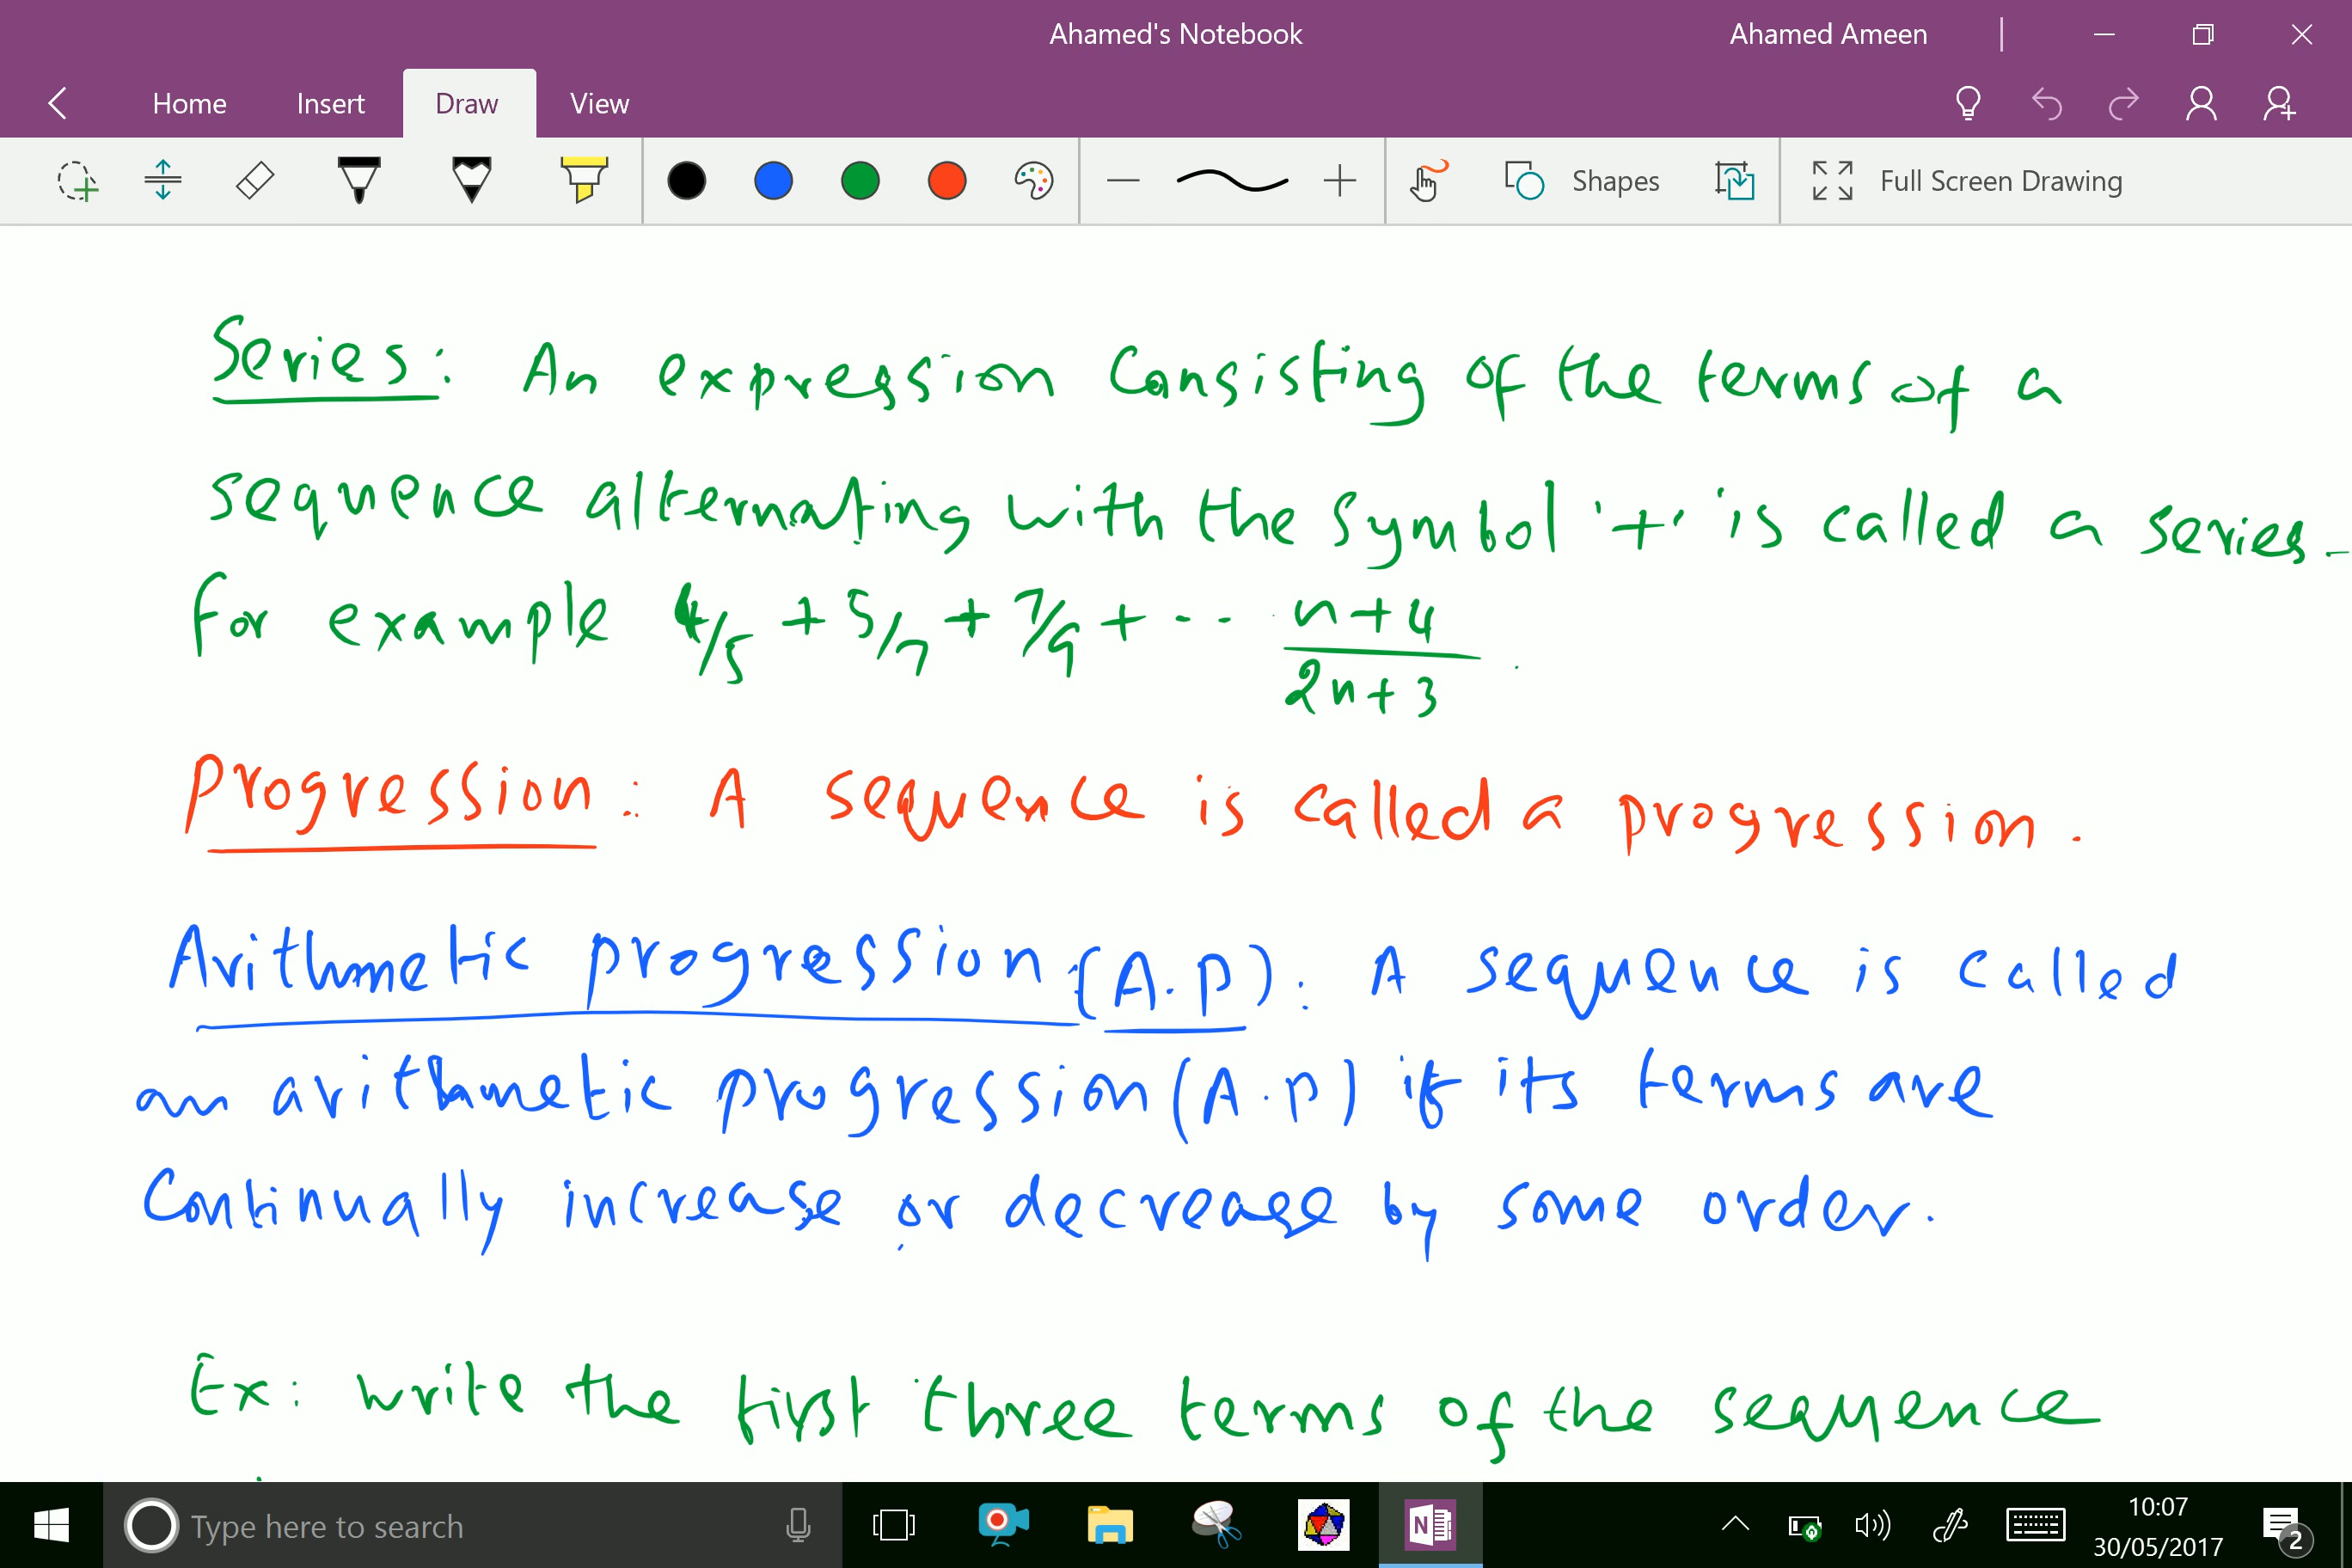 Ahamed's Notebook
Ahamed Ameen
Home Insert Draw View
Shapes
Full Screen Drawing
Series: An expression Consisting of the terms of a
sequence alternating with the symbol '+' is called a series.
for example 4/5 + 5/7 + 7/9 + ... n+4
2n+3
Progression: A sequence is called a progression.
Arithmetic progression (A.P): A sequence is called
an arithmetic progression (A.P) if its terms are
Continually increase or decrease by some order.
Ex: write the first three terms of the sequence
Type here to search
N
10:07
30/05/2017
2